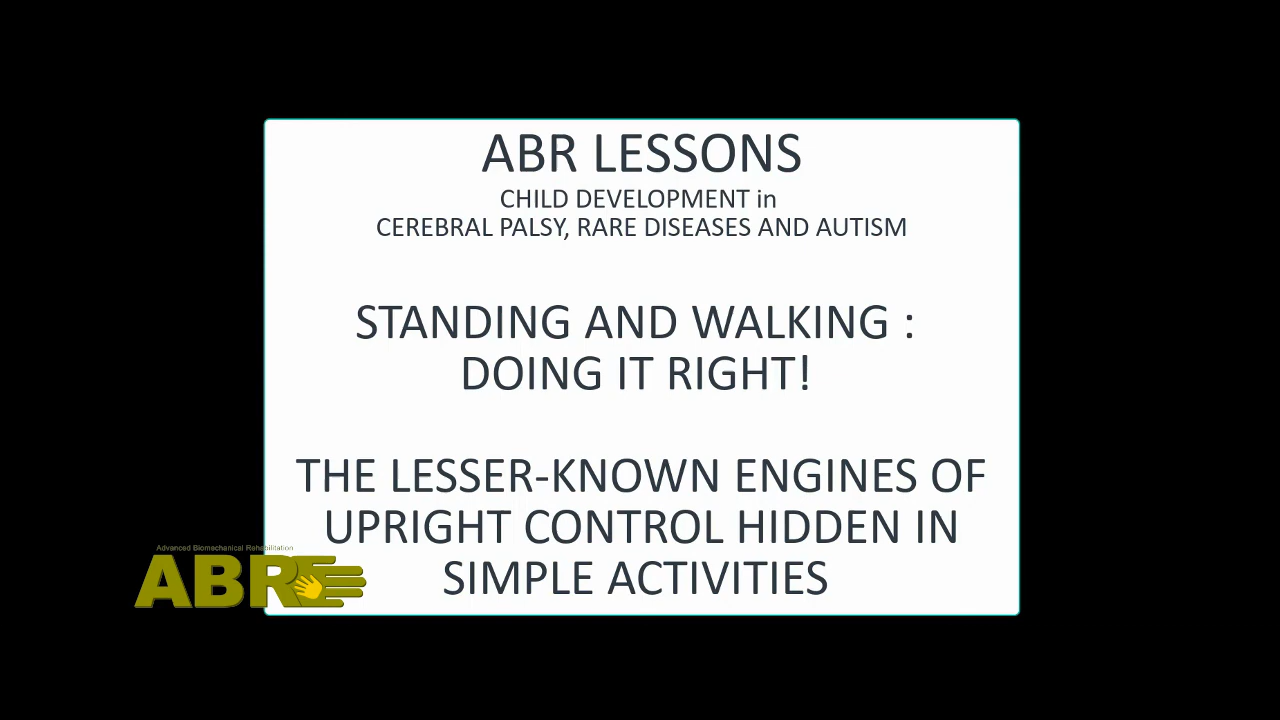 ABR LESSONS
CHILD DEVELOPMENT in
CEREBRAL PALSY, RARE DISEASES AND AUTISM
STANDING AND WALKING :
DOING IT RIGHT!
THE LESSER-KNOWN ENGINES OF
UPRIGHT CONTROL HIDDEN IN
SIMPLE ACTIVITIES
Advanced Biomechanical Rehabilitation
ABR